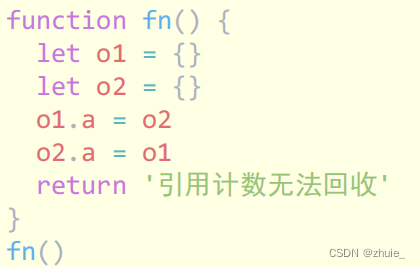 function fn() {
  let o1 = {}
  let o2 = {}
  o1.a = o2
  o2.a = o1
  return '引用计数无法回收'
}
fn()
CSDN @zhuie_